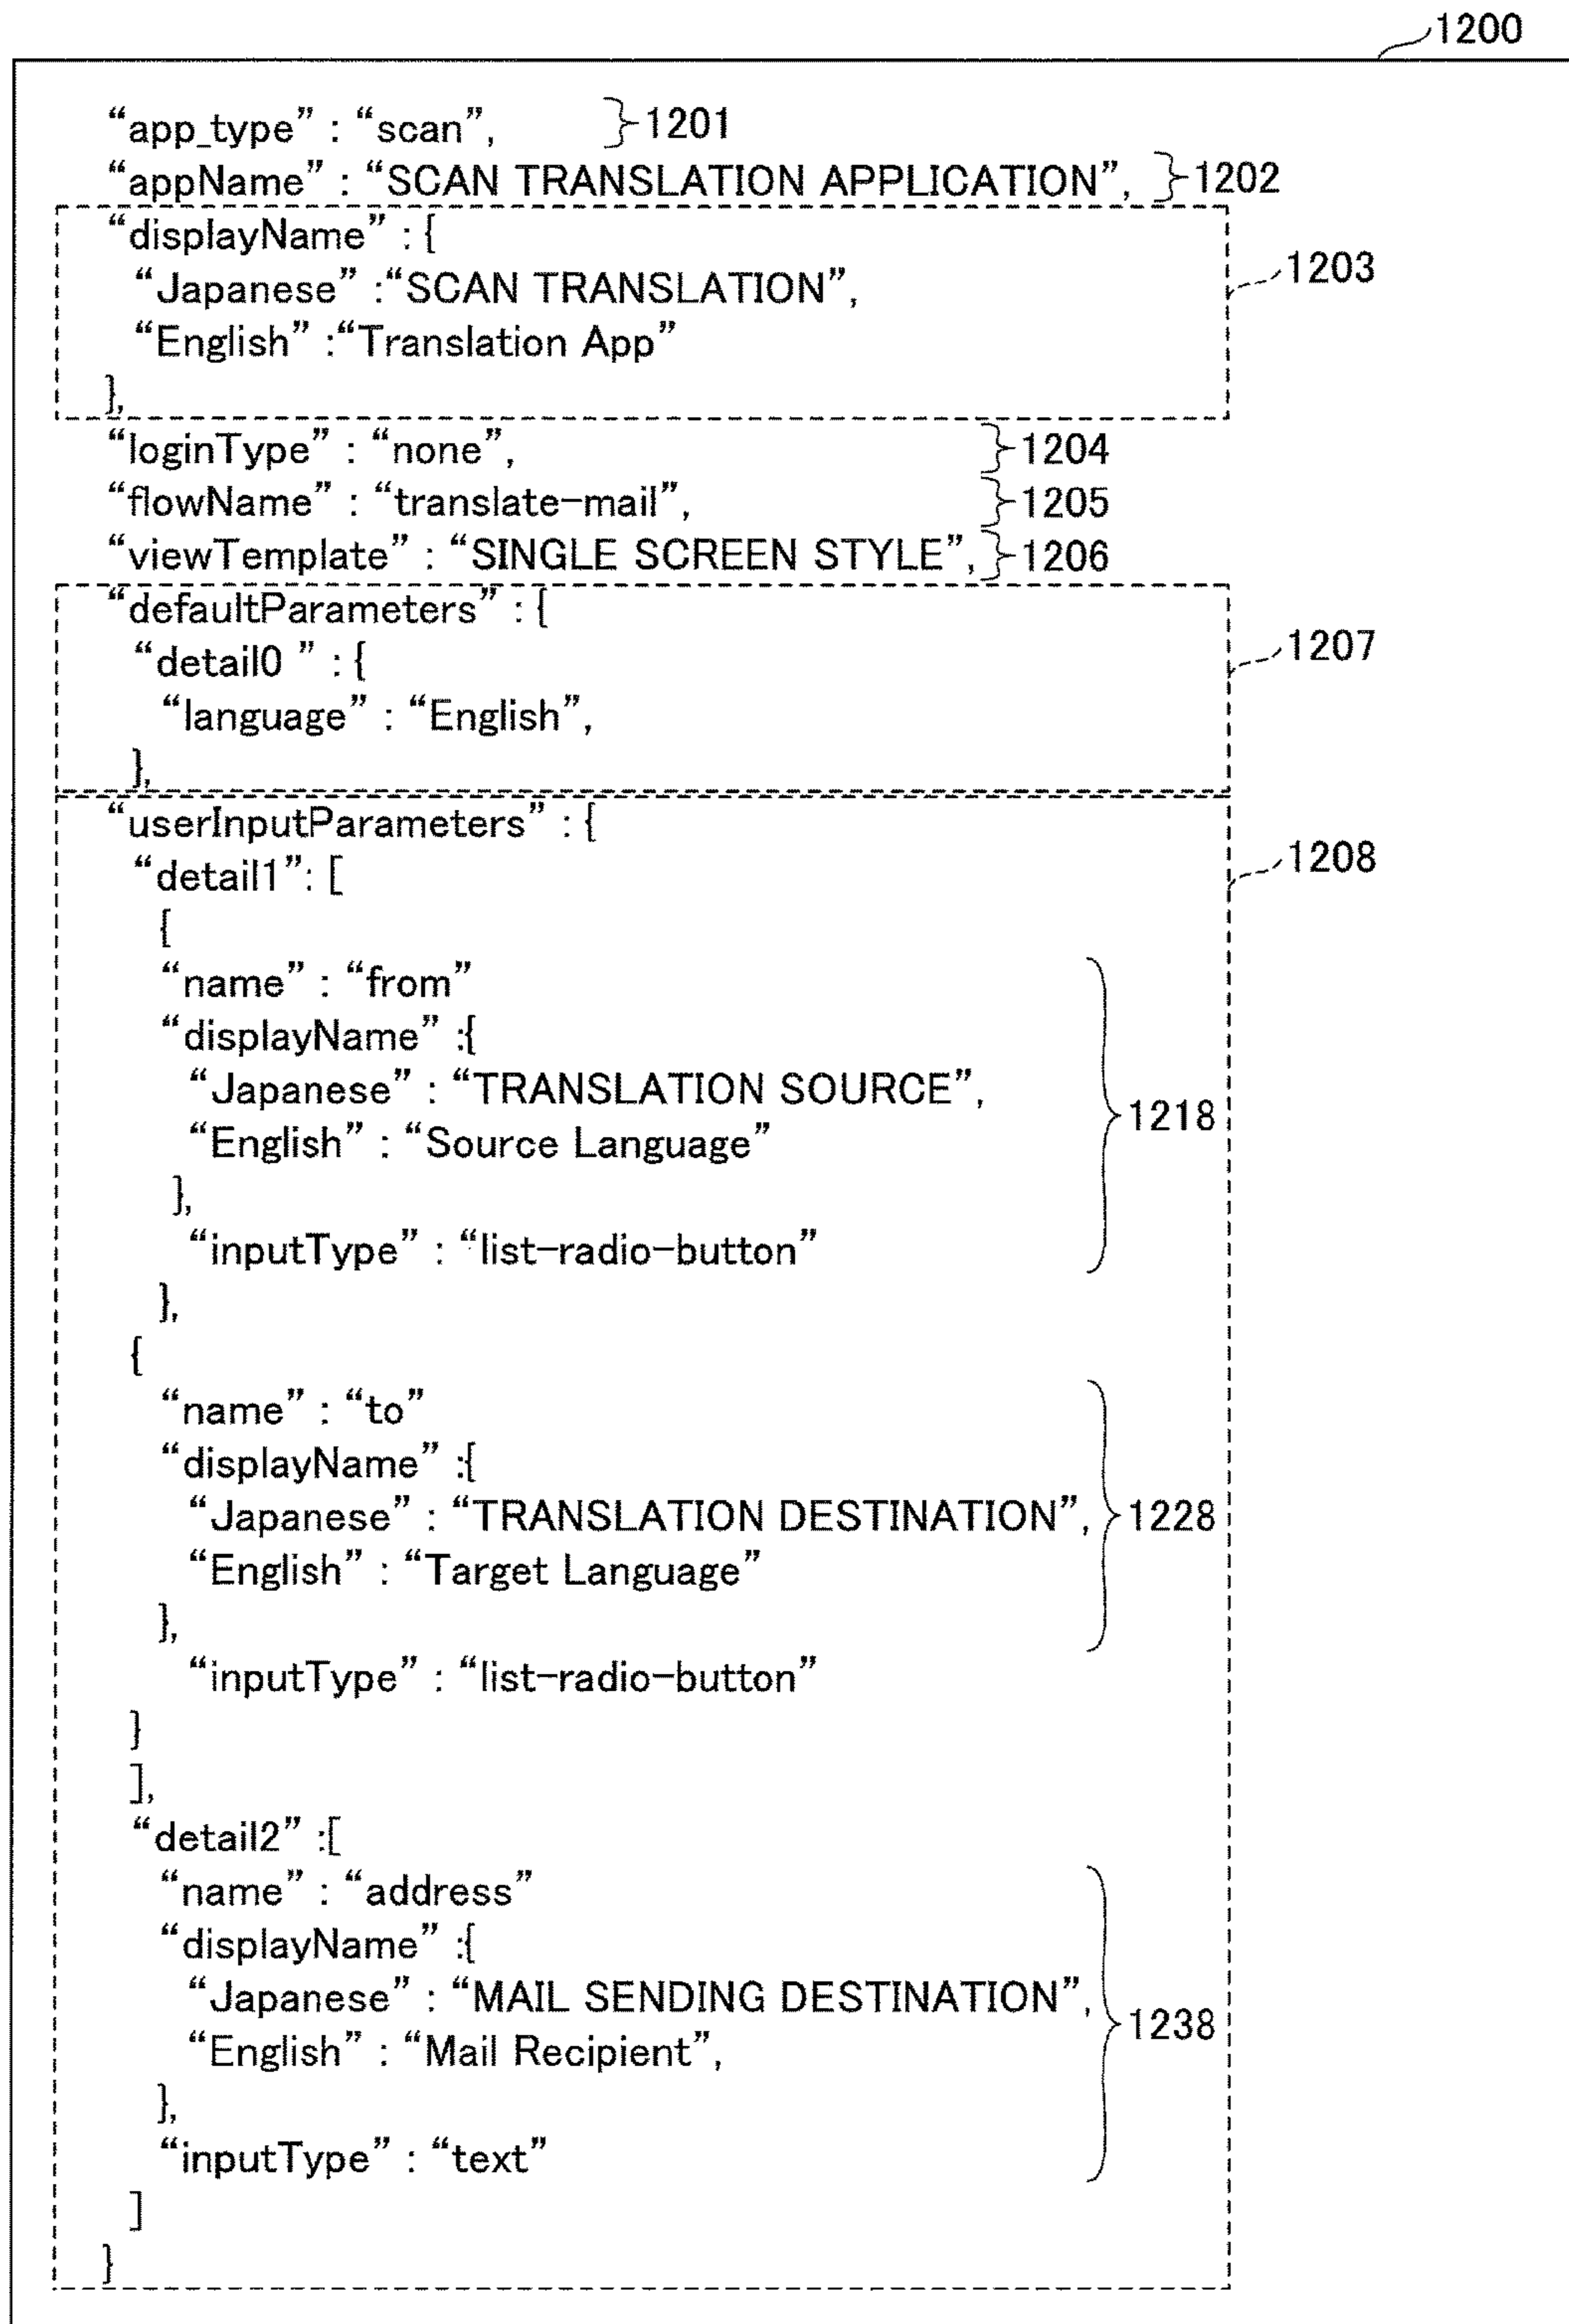 1200
“app_type” : “scan”, }1201
“appName” : “SCAN TRANSLATION APPLICATION”, }1202
“displayName” : {
“Japanese” :“SCAN TRANSLATION”, 1203
“English” :“Translation App”
},
“loginType” : “none”, }1204
“flowName” : “translate-mail”, }1205
“viewTemplate” : “SINGLE SCREEN STYLE”, }1206
“defaultParameters” : {
“detail0 ” : { 1207
“language” : “English”,
},
“userInputParameters” : {
“detail1”: [ 1208
{
“name” : “from”
“displayName” :{
“Japanese” : “TRANSLATION SOURCE”,
“English” : “Source Language” }1218
},
“inputType” : “list-radio-button”
},
{
“name” : “to”
“displayName” :{
“Japanese” : “TRANSLATION DESTINATION”, }1228
“English” : “Target Language”
},
“inputType” : “list-radio-button”
}
],
“detail2” :[
“name” : “address”
“displayName” :{
“Japanese” : “MAIL SENDING DESTINATION”,
“English” : “Mail Recipient”, }1238
},
“inputType” : “text”
]
}